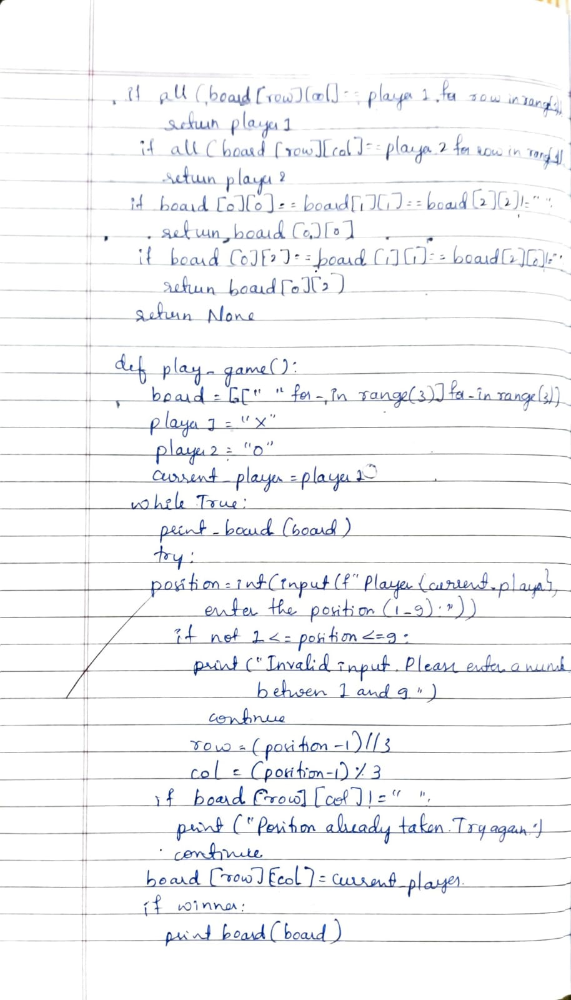 if all (board [row][col] == player 1 for row in range
return player 1
if all (board [row][col] == player 2 for row in range
return player 2
if board [0][0] == board[1][1] == board[2][2] != " ":
return board [0][0]
if board [0][2] == board [1][1] == board[2][0] !=
return board [0][2]
return None
def play_game():
board = [[" " for _ in range(3)] for _ in range(3)]
player 1 = "X"
player 2 = "O"
current_player = player 1
while True:
print_board (board)
try:
position = int(input(f" Player {current_player},
enter the position (1-9): "))
if not 1 <= position <= 9:
print ("Invalid input. Please enter a numb
between 1 and 9")
continue
row = (position - 1) // 3
col = (position - 1) % 3
if board [row] [col] != " ":
print ("Position already taken. Try again.")
continue
board [row] [col] = current_player
if winner:
print board (board)